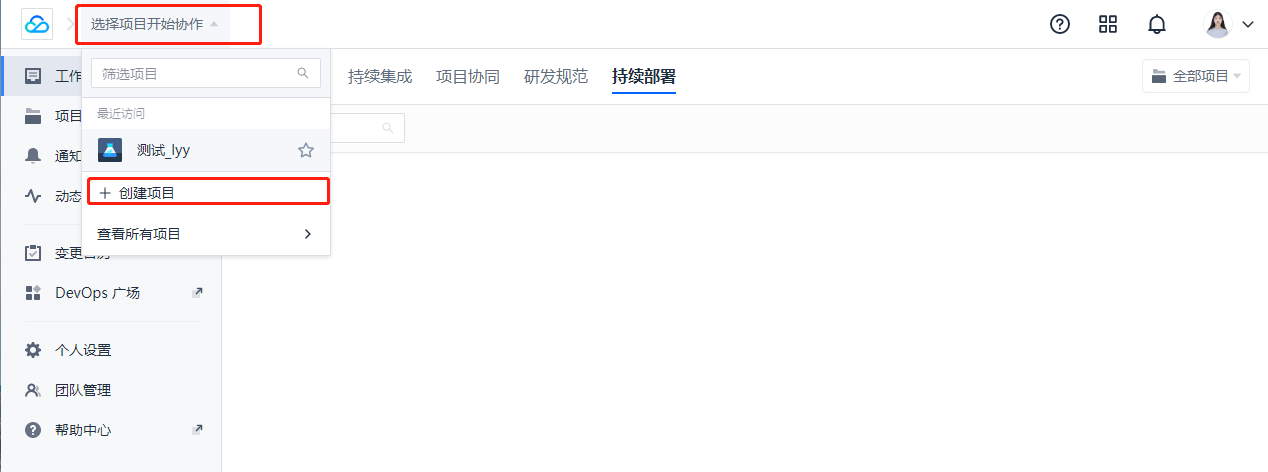 选择项目开始协作
筛选项目
最近访问
测试_lyy
创建项目
查看所有项目
工作
项目
通知
动态
DevOps 广场
个人设置
团队管理
帮助中心
持续集成 项目协同 研发规范 持续部署
全部项目